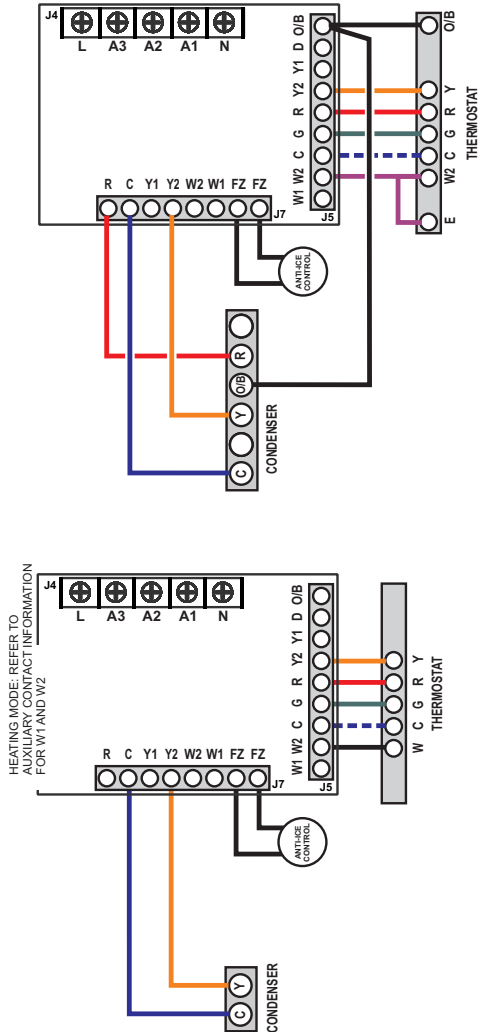 J4
L A3 A2 A1 N
W1 W2 C G R Y2 Y1 D O/B
J5
R C Y1 Y2 W2 W1 FZ FZ
J7
ANTI-ICE
CONTROL
C Y O/B R
CONDENSER
E W2 C G R Y O/B
THERMOSTAT
HEATING MODE: REFER TO
AUXILIARY CONTACT INFORMATION
FOR W1 AND W2
J4
L A3 A2 A1 N
W1 W2 C G R Y2 Y1 D O/B
J5
R C Y1 Y2 W2 W1 FZ FZ
J7
ANTI-ICE
CONTROL
C Y
CONDENSER
W C G R Y
THERMOSTAT